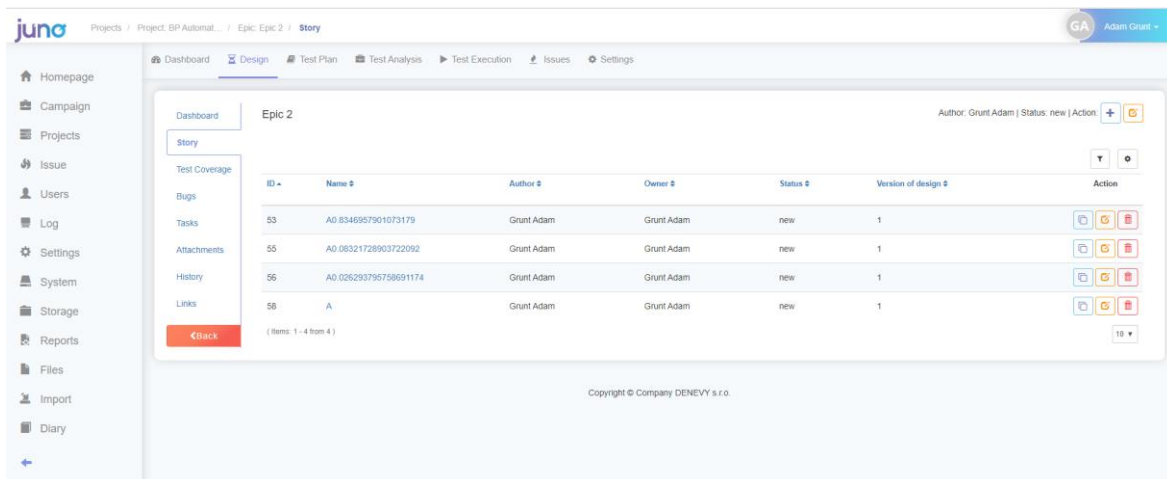 juno
Projects / Project: BP Automat... / Epic: Epic 2 / Story
GA
Adam Grunt
Dashboard Design Test Plan Test Analysis Test Execution Issues Settings
Homepage
Campaign
Projects
Issue
Users
Log
Settings
System
Storage
Reports
Files
Import
Diary
Dashboard
Story
Test Coverage
Bugs
Tasks
Attachments
History
Links
Back
Epic 2
Author: Grunt Adam | Status: new | Action:
ID Name Author Owner Status Version of design Action
53 A0.8346957901073179 Grunt Adam Grunt Adam new 1
55 A0.08321728903722092 Grunt Adam Grunt Adam new 1
56 A0.026293795758691174 Grunt Adam Grunt Adam new 1
58 A Grunt Adam Grunt Adam new 1
( Items: 1 - 4 from 4 )
10
Copyright © Company DENEVY s.r.o.